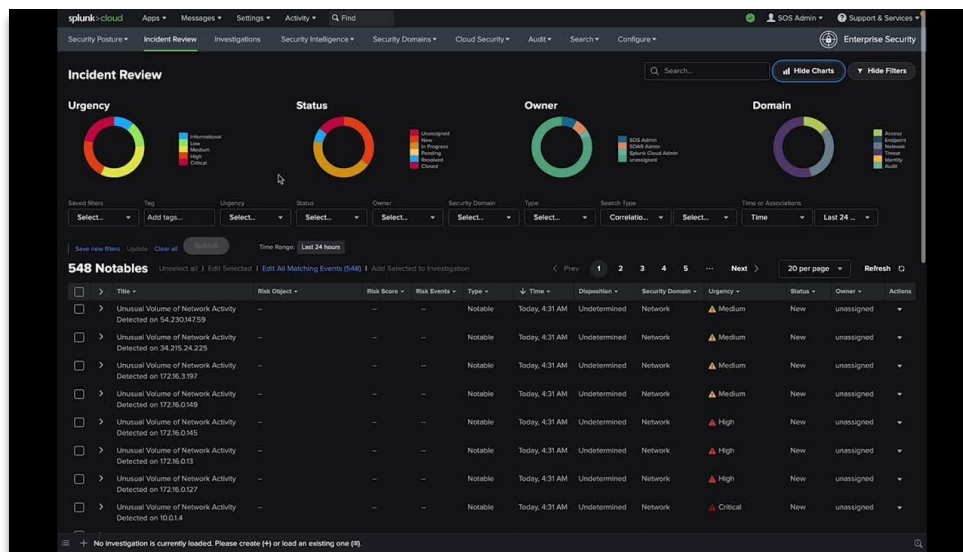 splunk>cloud Apps Messages Settings Activity Find SOS Admin Support & Services
Security Posture Incident Review Investigations Security Intelligence Security Domains Cloud Security Audit Search Configure Enterprise Security
Incident Review Search... Hide Charts Hide Filters
Urgency Status Owner Domain
Informational
Low
Medium
High
Critical
Unassigned
New
In Progress
Pending
Resolved
Closed
SOS Admin
SOAR Admin
Splunk Cloud Admin
unassigned
Access
Endpoint
Network
Threat
Identity
Audit
Saved filters Tag Urgency Status Owner Security Domain Type Search Type Time or Associations
Select... Add tags... Select... Select... Select... Select... Select... Correlatio... Select... Time Last 24 ...
Save new filters Update Clear all Submit Time Range: Last 24 hours
548 Notables Unselect all | Edit Selected | Edit All Matching Events (548) | Add Selected to Investigation < Prev 1 2 3 4 5 ... Next > 20 per page Refresh
Title Risk Object Risk Score Risk Events Type Time Disposition Security Domain Urgency Status Owner Actions
Unusual Volume of Network Activity -- -- -- Notable Today, 4:31 AM Undetermined Network Medium New unassigned
Detected on 54.230.147.59
Unusual Volume of Network Activity -- -- -- Notable Today, 4:31 AM Undetermined Network Medium New unassigned
Detected on 34.215.24.225
Unusual Volume of Network Activity -- -- -- Notable Today, 4:31 AM Undetermined Network Medium New unassigned
Detected on 172.16.3.197
Unusual Volume of Network Activity -- -- -- Notable Today, 4:31 AM Undetermined Network Medium New unassigned
Detected on 172.16.0.149
Unusual Volume of Network Activity -- -- -- Notable Today, 4:31 AM Undetermined Network High New unassigned
Detected on 172.16.0.145
Unusual Volume of Network Activity -- -- -- Notable Today, 4:31 AM Undetermined Network High New unassigned
Detected on 172.16.0.13
Unusual Volume of Network Activity -- -- -- Notable Today, 4:31 AM Undetermined Network High New unassigned
Detected on 172.16.0.127
Unusual Volume of Network Activity -- -- -- Notable Today, 4:31 AM Undetermined Network Critical New unassigned
Detected on 10.0.1.4
No investigation is currently loaded. Please create (+) or load an existing one (≡).